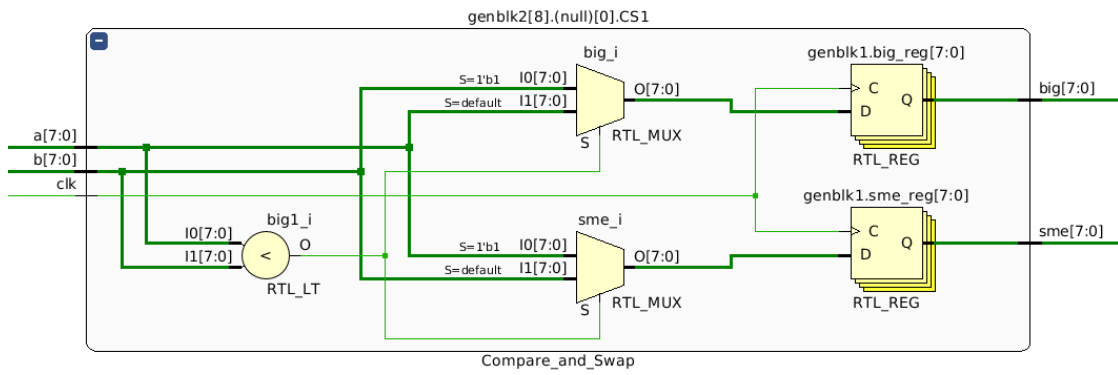 genblk2[8].(null)[0].CS1
big_i
genblk1.big_reg[7:0]
S=1'b1 I0[7:0]
S=default I1[7:0]
O[7:0]
S
RTL_MUX
C
D
Q
RTL_REG
big[7:0]
a[7:0]
b[7:0]
clk
big1_i
I0[7:0]
I1[7:0]
<
O
RTL_LT
sme_i
genblk1.sme_reg[7:0]
S=1'b1 I0[7:0]
S=default I1[7:0]
O[7:0]
S
RTL_MUX
C
D
Q
RTL_REG
sme[7:0]
Compare_and_Swap